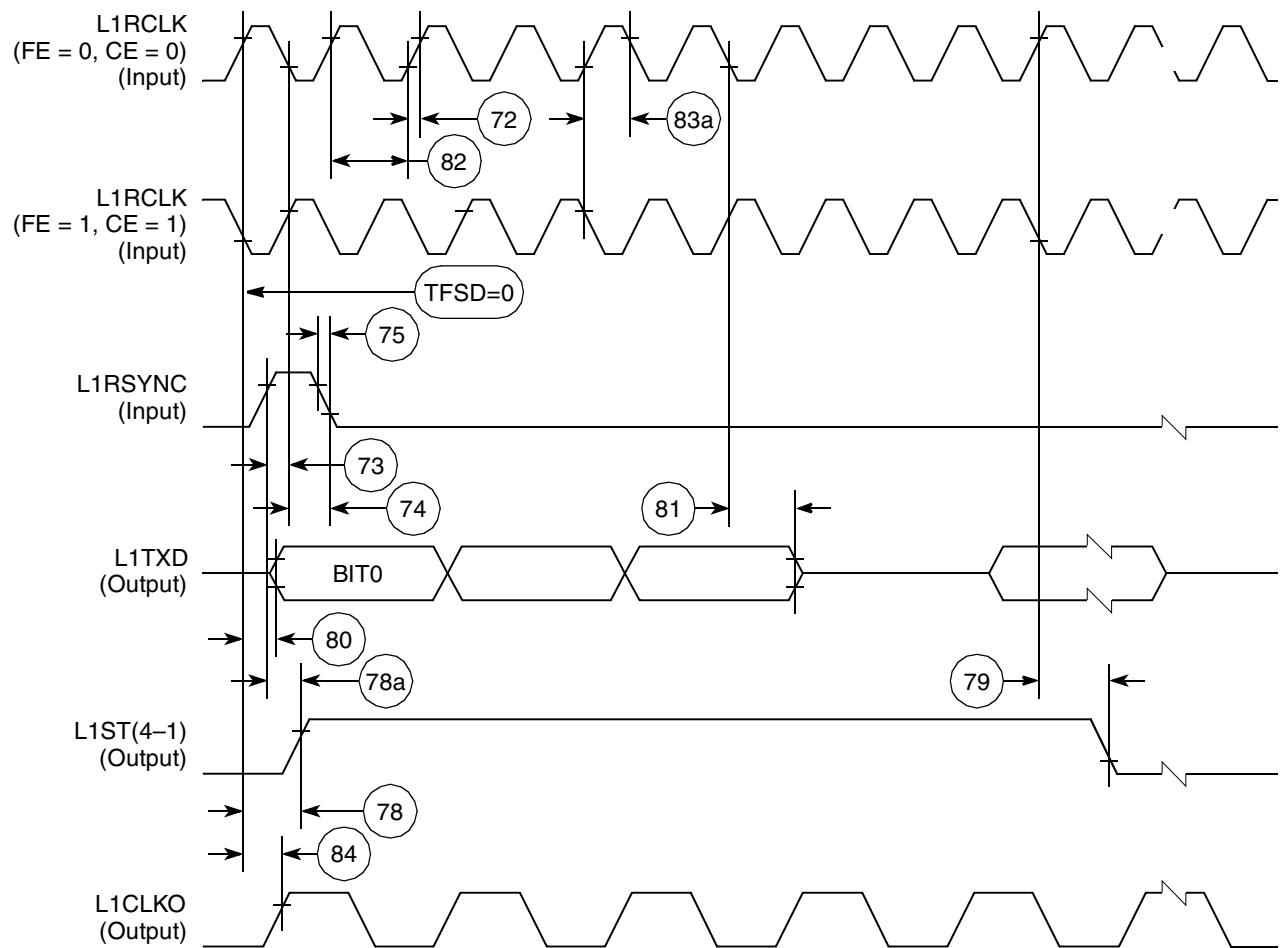 L1RCLK
(FE = 0, CE = 0)
(Input)
72
83a
82
L1RCLK
(FE = 1, CE = 1)
(Input)
TFSD=0
75
L1RSYNC
(Input)
73
74
81
L1TXD
(Output)
BIT0
80
78a
79
L1ST(4–1)
(Output)
78
84
L1CLKO
(Output)